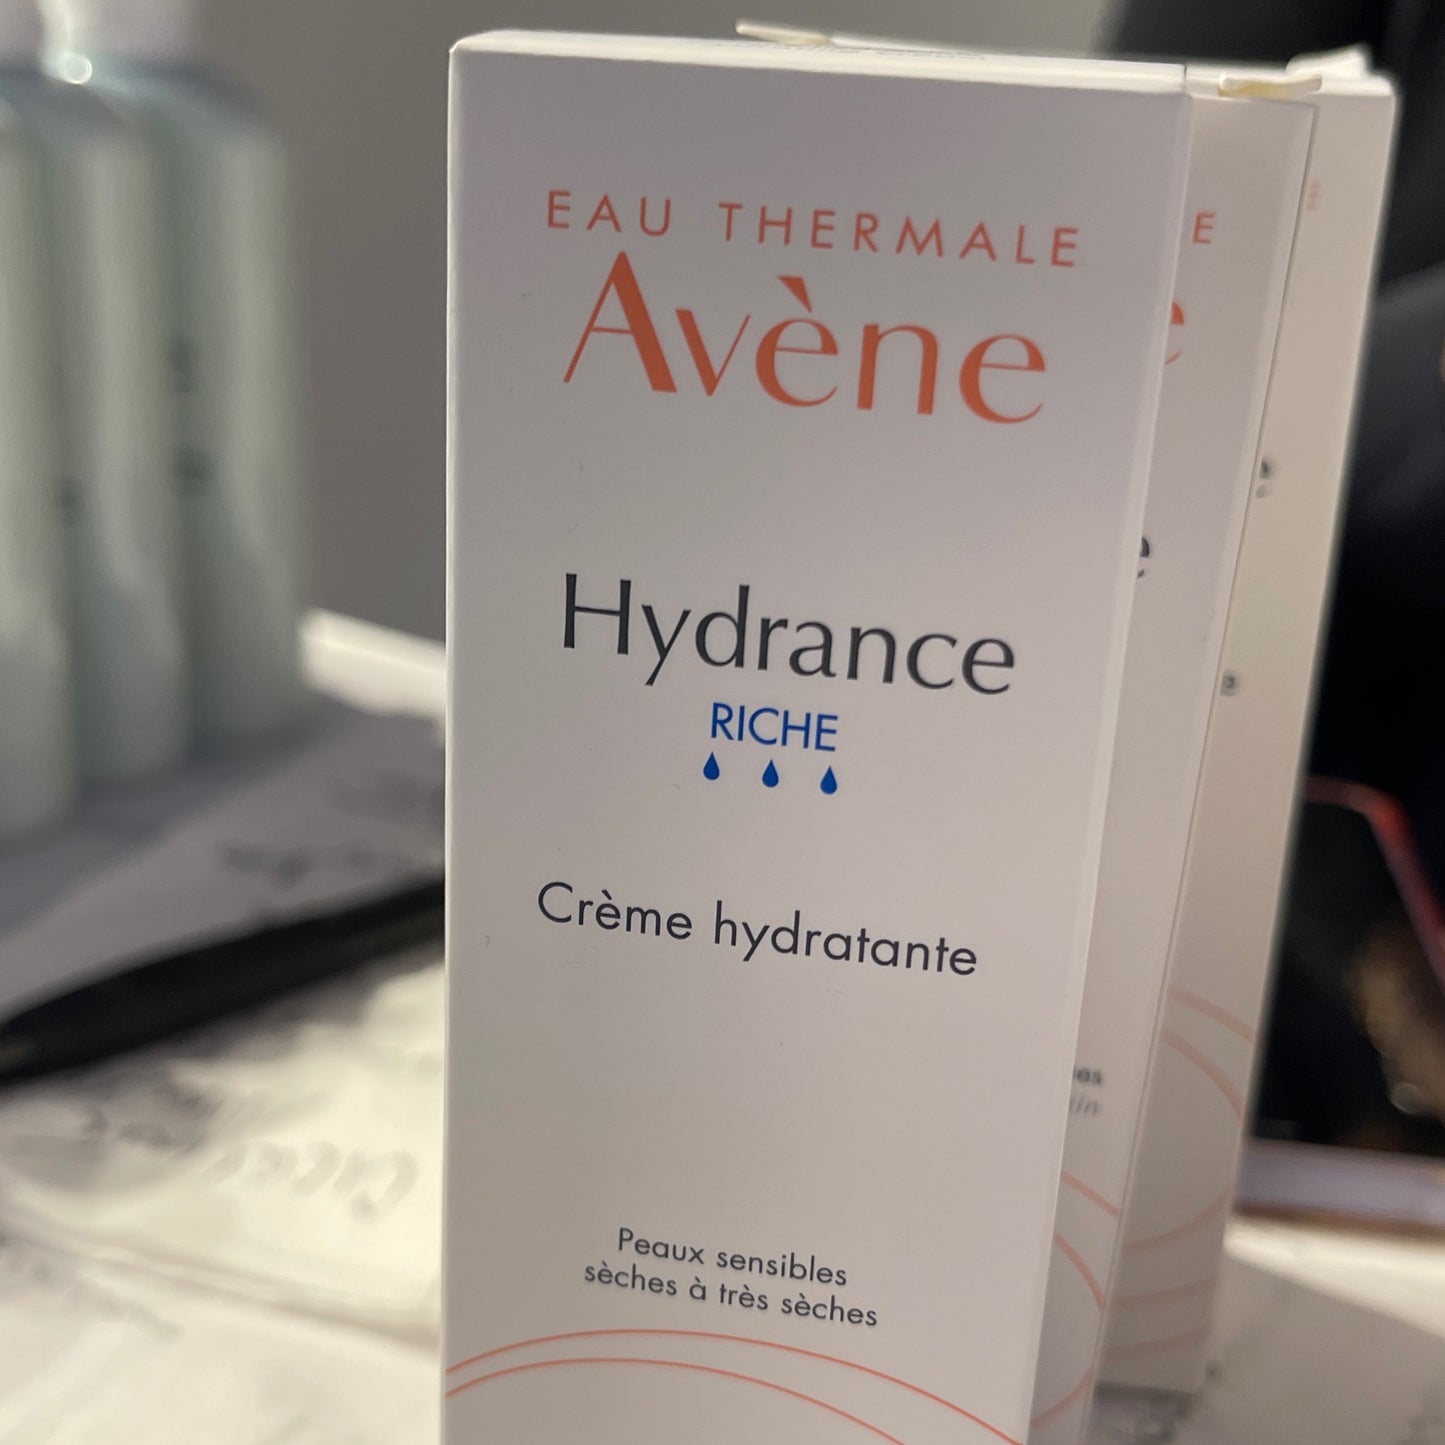 EAU THERMALE
Avène
Hydrance
RICHE
Crème hydratante
Peaux sensibles
sèches à très sèches